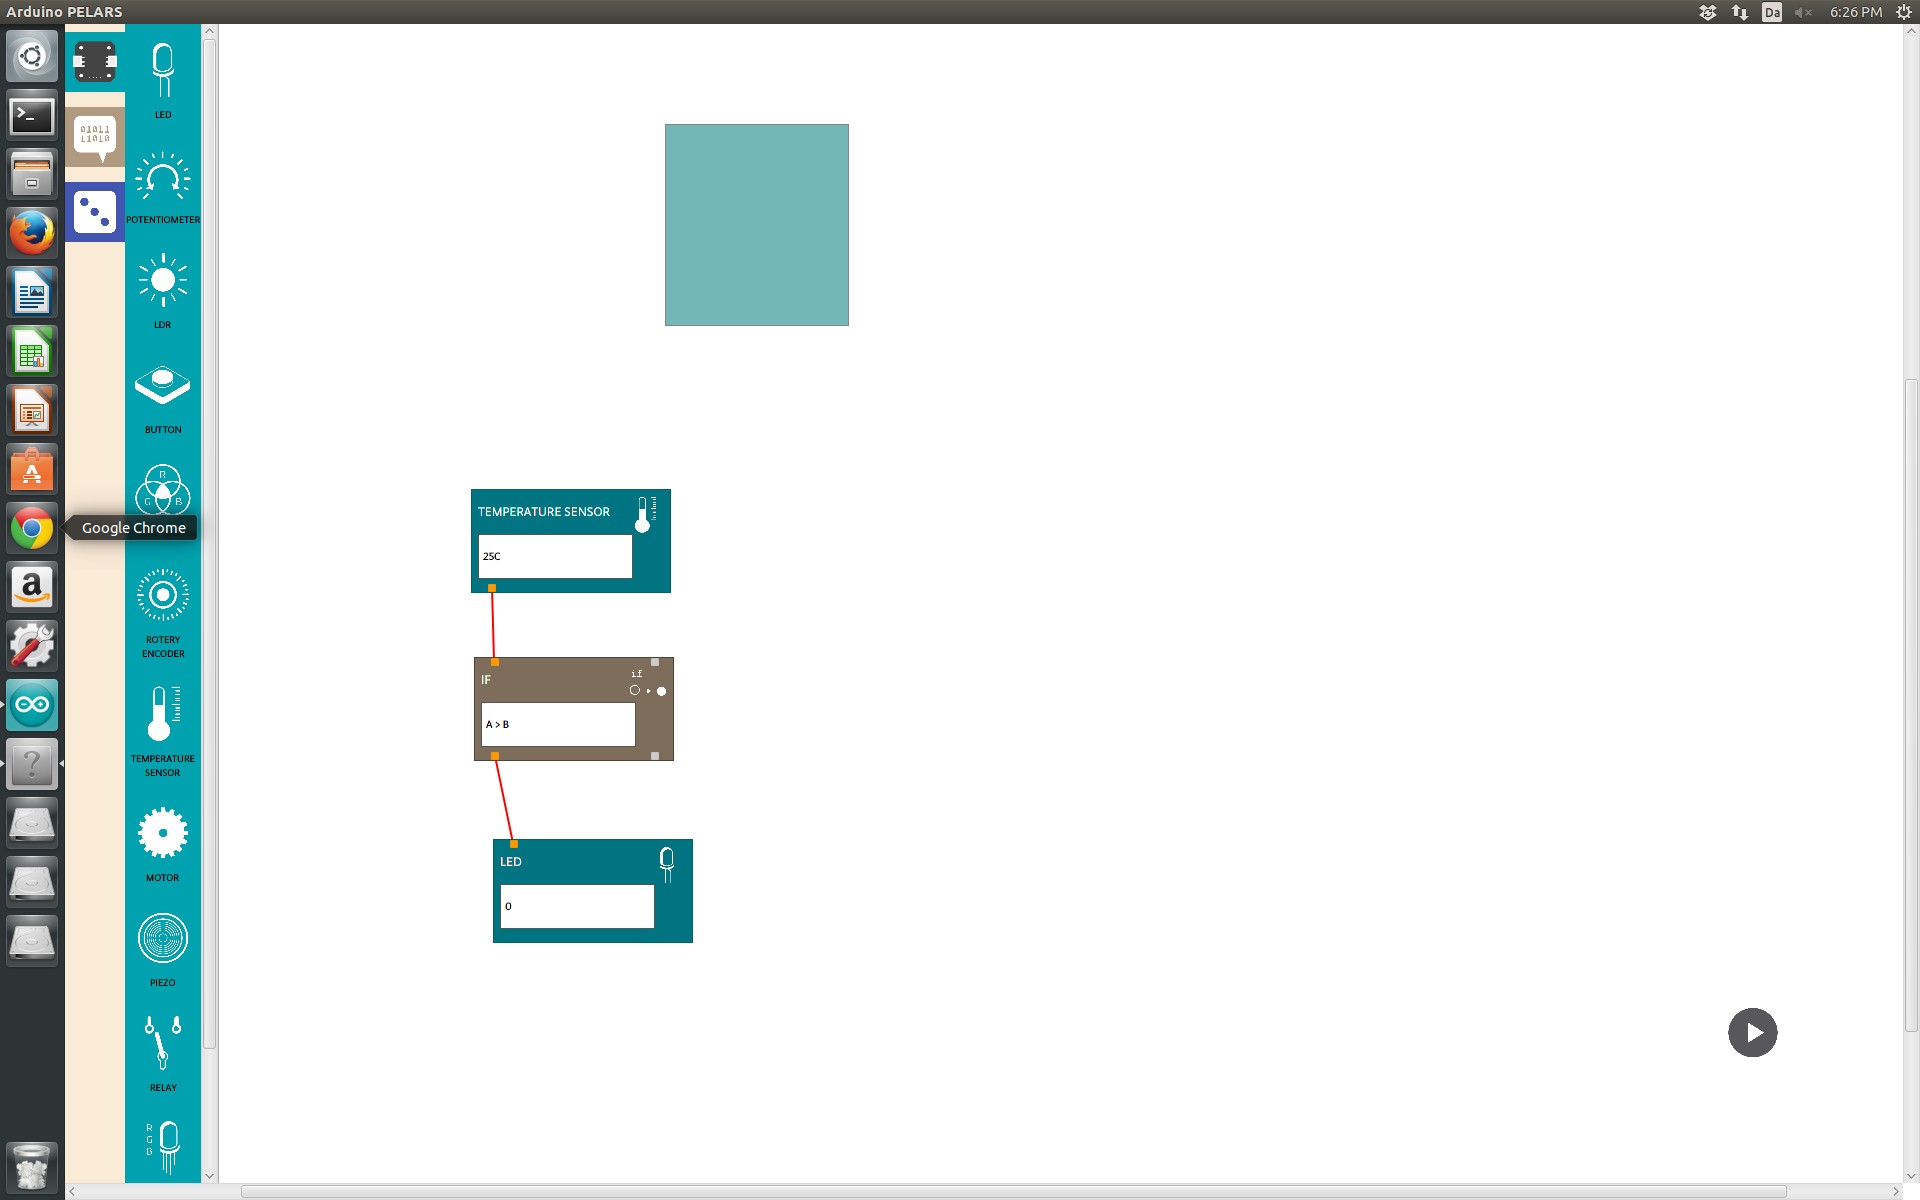 Arduino PELARS
Da
6:26 PM
01011
11010
LED
POTENTIOMETER
LDR
BUTTON
R
G B
Google Chrome
ROTERY
ENCODER
TEMPERATURE
SENSOR
MOTOR
PIEZO
RELAY
R
G
B
TEMPERATURE SENSOR
25C
IF
if
A > B
LED
0